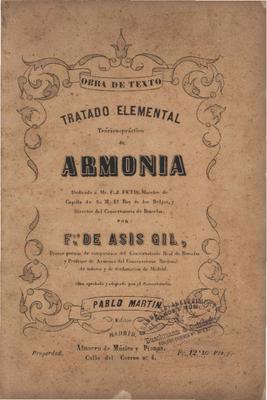 OBRA DE TEXTO
TRATADO ELEMENTAL
Teórico-práctico
de
ARMONIA
Dedicado á Mr. F. J. FETIS, Maestro de
Capilla de S. M. El Rey de los Belgas, y
Director del Conservatorio de Bruselas,
POR
F.co DE ASIS GIL,
Primer premio de composicion del Conservatorio Real de Bruselas
y Profesor de Armonia del Conservatorio Nacional
de música y de declamacion de Madrid.
Obra aprobada y adoptada por el Conservatorio
PABLO MARTIN,
Editor
MADRID,
Almacen de Música y Pianos,
Calle del Correo nº 4.
Propiedad.
Pr.